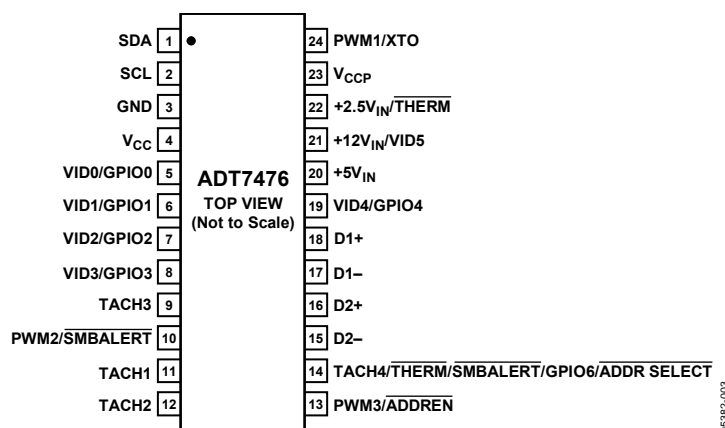 SDA 1
SCL 2
GND 3
VCC 4
VID0/GPIO0 5
VID1/GPIO1 6
VID2/GPIO2 7
VID3/GPIO3 8
TACH3 9
PWM2/SMBALERT 10
TACH1 11
TACH2 12
ADT7476
TOP VIEW
(Not to Scale)
24 PWM1/XTO
23 VCCP
22 +2.5VIN/THERM
21 +12VIN/VID5
20 +5VIN
19 VID4/GPIO4
18 D1+
17 D1–
16 D2+
15 D2–
14 TACH4/THERM/SMBALERT/GPIO6/ADDR SELECT
13 PWM3/ADDREN